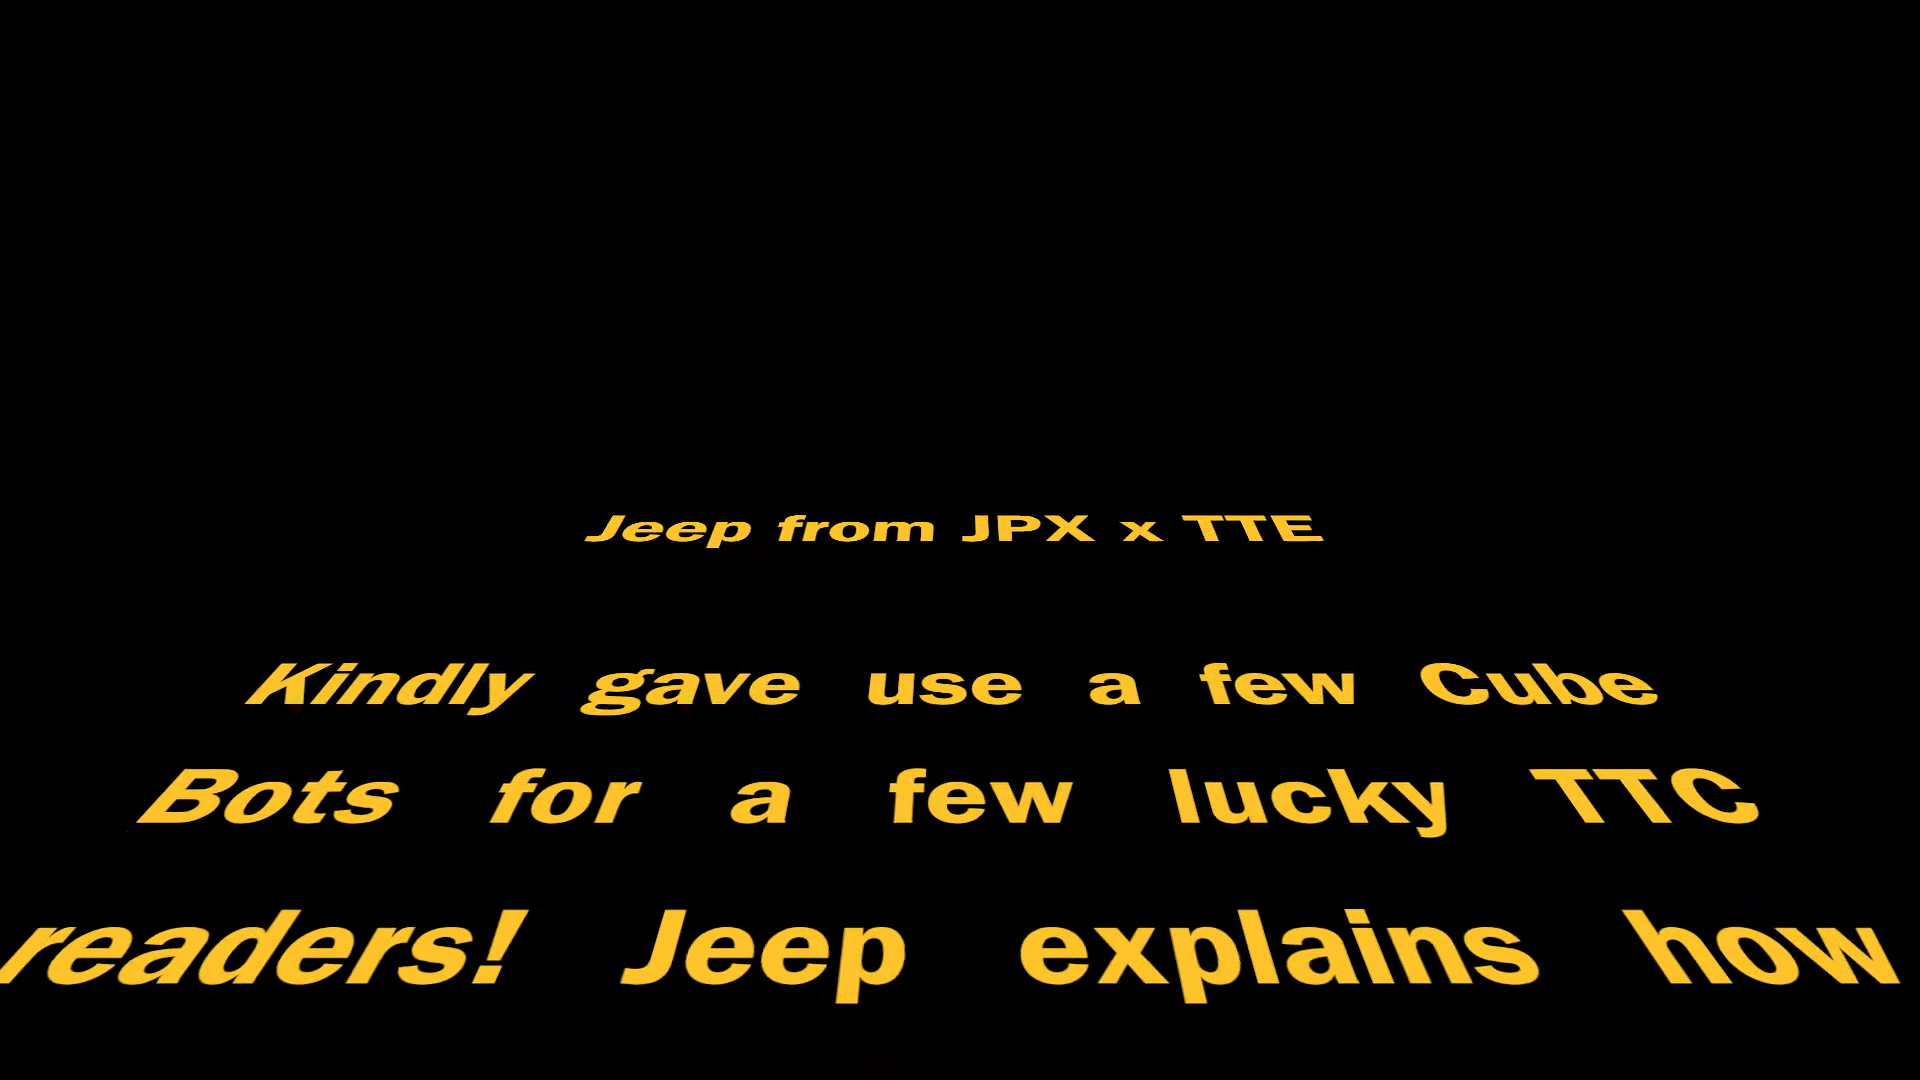 Jeep from JPX x TTE
Kindly gave use a few Cube
Bots for a few lucky TTC
readers! Jeep explains how